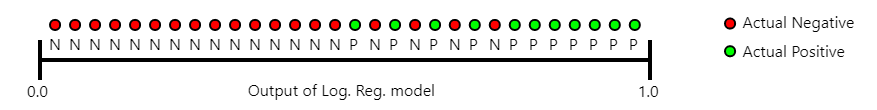 Actual Negative
N N N N N N N N N N N N N N N P N P N P N P N P P P P P P P
Actual Positive
0.0 Output of Log. Reg. model 1.0